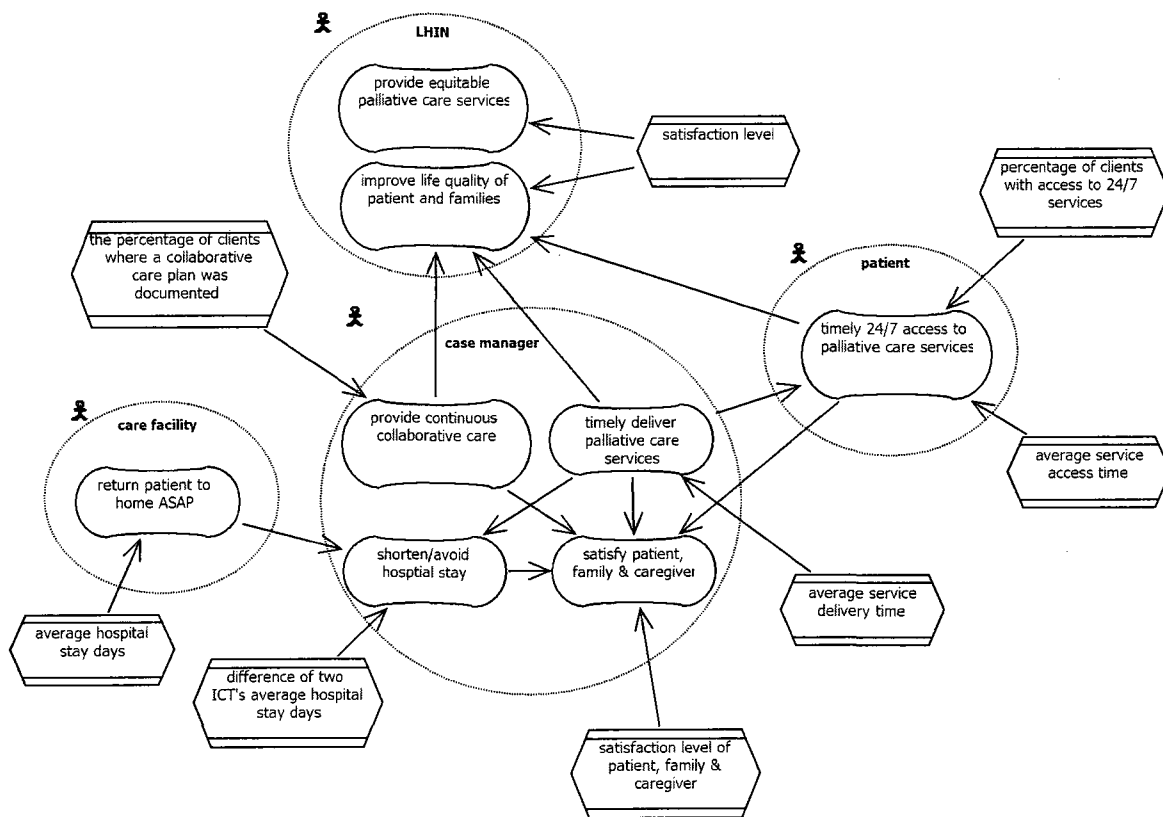 LHIN
provide equitable
palliative care services
satisfaction level
improve life quality of
patient and families
percentage of clients
with access to 24/7
services
the percentage of clients
where a collaborative
care plan was
documented
patient
timely 24/7 access to
palliative care services
case manager
provide continuous
collaborative care
timely deliver
palliative care
services
care facility
return patient to
home ASAP
average service
access time
shorten/avoid
hosptial stay
satisfy patient,
family & caregiver
average service
delivery time
average hospital
stay days
difference of two
ICT's average hospital
stay days
satisfaction level of
patient, family &
caregiver